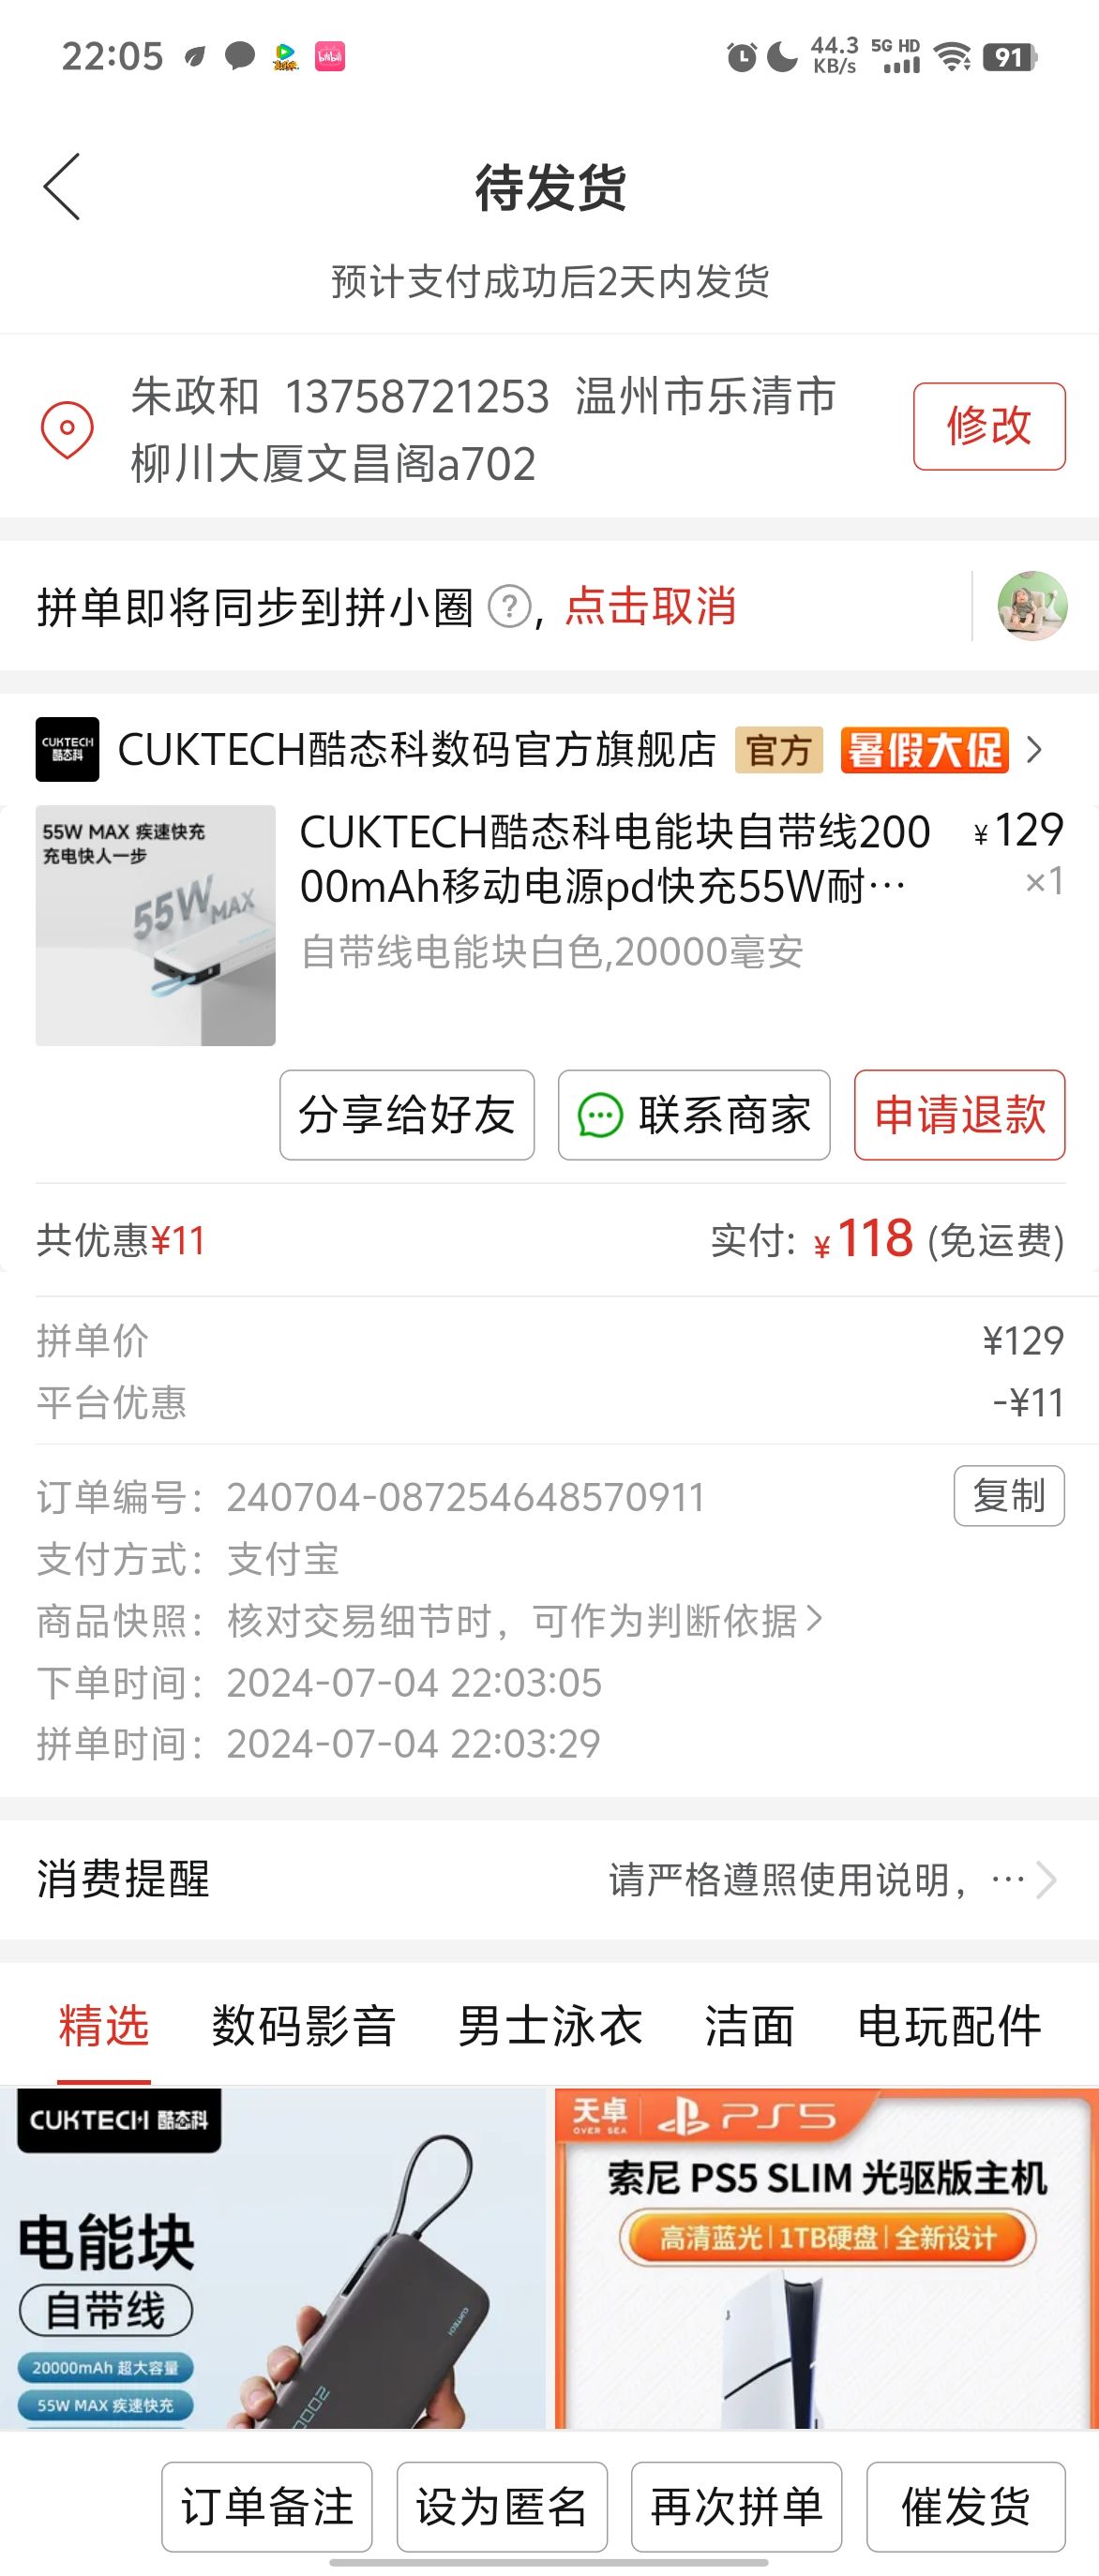 22:05
44.3 KB/s 5G HD 91
待发货
预计支付成功后2天内发货
朱政和 13758721253 温州市乐清市
柳川大厦文昌阁a702
修改
拼单即将同步到拼小圈 ? , 点击取消
CUKTECH 酷态科
CUKTECH酷态科数码官方旗舰店 官方 暑假大促
55W MAX 疾速快充
充电快人一步
55W MAX
CUKTECH酷态科电能块自带线200
00mAh移动电源pd快充55W耐…
¥129
×1
自带线电能块白色,20000毫安
分享给好友 联系商家 申请退款
共优惠¥11 实付: ¥118 (免运费)
拼单价 ¥129
平台优惠 -¥11
订单编号: 240704-087254648570911 复制
支付方式: 支付宝
商品快照: 核对交易细节时，可作为判断依据
下单时间: 2024-07-04 22:03:05
拼单时间: 2024-07-04 22:03:29
消费提醒 请严格遵照使用说明，…
精选 数码影音 男士泳衣 洁面 电玩配件
CUKTECH 酷态科
电能块
自带线
20000mAh 超大容量
55W MAX 疾速快充
CUKTECH
天卓
OVER SEA
PS5
索尼 PS5 SLIM 光驱版主机
高清蓝光|1TB硬盘|全新设计
订单备注 设为匿名 再次拼单 催发货